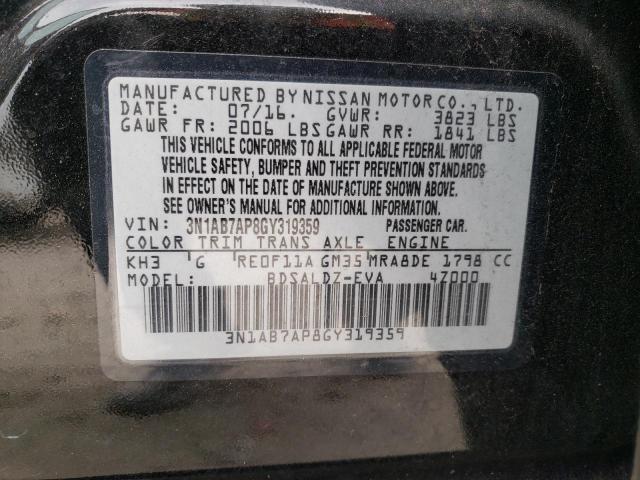 MANUFACTURED BY NISSAN MOTOR CO., LTD.
DATE: 07/16. GVWR: 3823 LBS
GAWR FR: 2006 LBS GAWR RR: 1841 LBS
THIS VEHICLE CONFORMS TO ALL APPLICABLE FEDERAL MOTOR
VEHICLE SAFETY, BUMPER AND THEFT PREVENTION STANDARDS
IN EFFECT ON THE DATE OF MANUFACTURE SHOWN ABOVE.
SEE OWNER'S MANUAL FOR ADDITIONAL INFORMATION.
VIN: 3N1AB7AP8GY319359 PASSENGER CAR.
COLOR TRIM TRANS AXLE ENGINE
KH3 G RE0F11A GM35 MRA8DE 1798 CC
BDSALDZ-EVA 4Z000
3N1AB7AP8GY319359